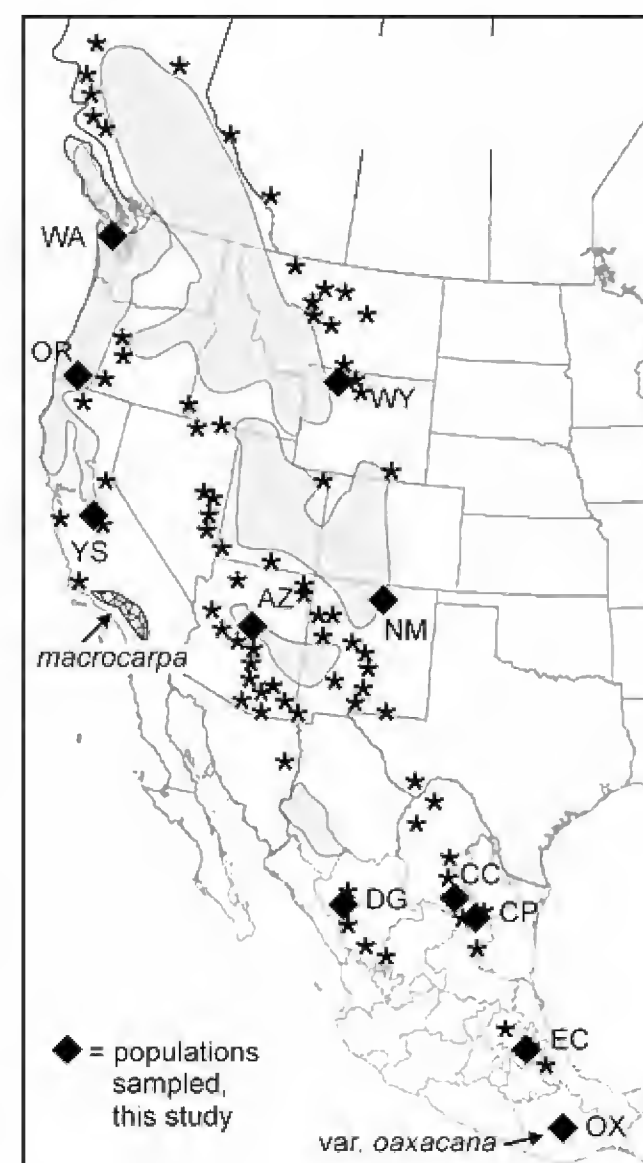 WA
OR
WY
YS
AZ
NM
macrocarpa
CC
DG
CP
◆ = populations
sampled,
this study
EC
OX
var. oaxacana